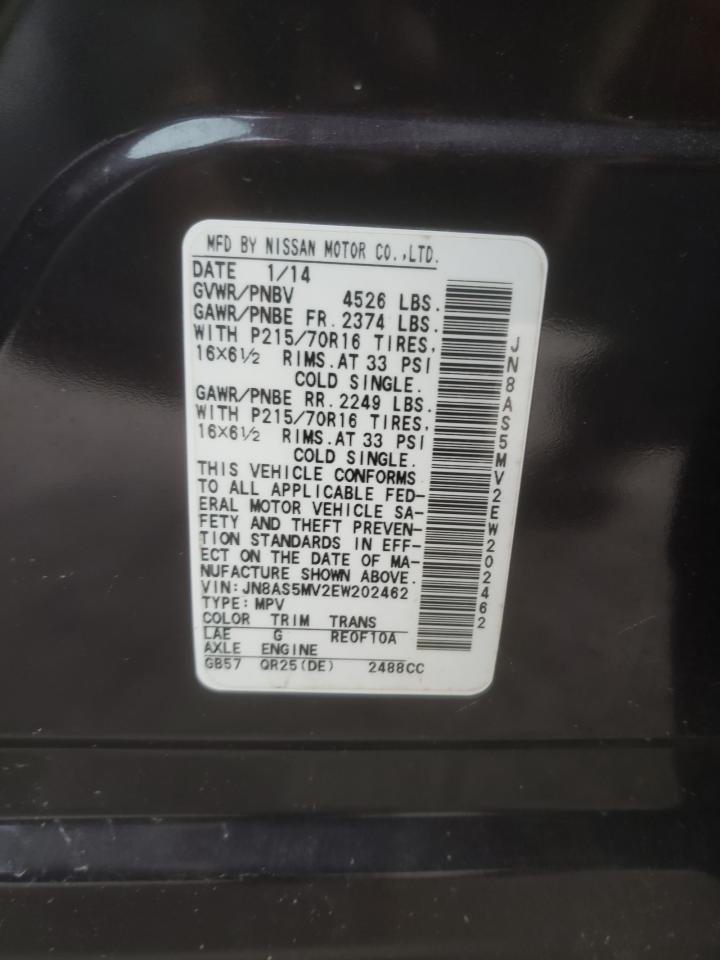 MFD BY NISSAN MOTOR CO.,LTD.
DATE 1/14
GVWR/PNBV 4526 LBS.
GAWR/PNBE FR. 2374 LBS.
WITH P215/70R16 TIRES,
16X6½ RIMS.AT 33 PSI
COLD SINGLE.
GAWR/PNBE RR. 2249 LBS.
WITH P215/70R16 TIRES,
16X6½ RIMS.AT 33 PSI
COLD SINGLE.
THIS VEHICLE CONFORMS
TO ALL APPLICABLE FED-
ERAL MOTOR VEHICLE SA-
FETY AND THEFT PREVEN-
TION STANDARDS IN EFF-
ECT ON THE DATE OF MA-
NUFACTURE SHOWN ABOVE.
VIN:JN8AS5MV2EW202462
TYPE:MPV
COLOR TRIM TRANS
LAE G RE0F10A
AXLE ENGINE
GB57 QR25(DE) 2488CC
JN8AS5MV2EW202462